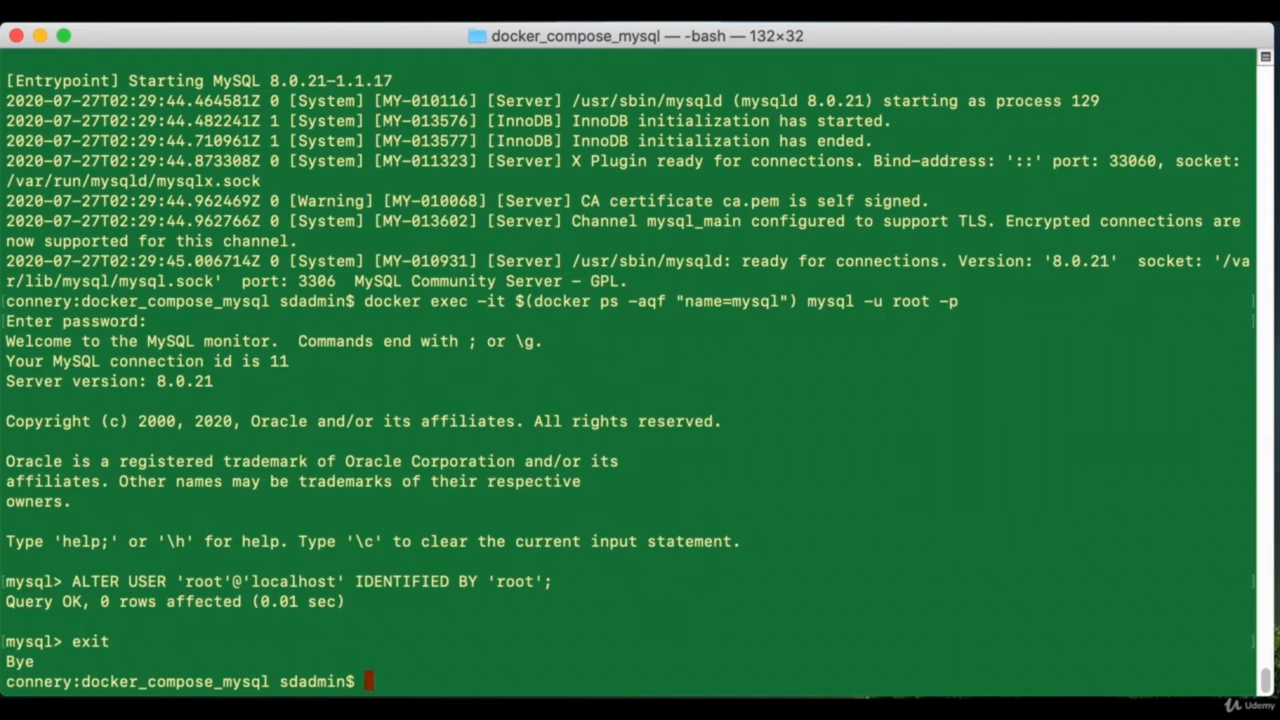 docker_compose_mysql — -bash — 132×32
[Entrypoint] Starting MySQL 8.0.21-1.1.17
2020-07-27T02:29:44.464581Z 0 [System] [MY-010116] [Server] /usr/sbin/mysqld (mysqld 8.0.21) starting as process 129
2020-07-27T02:29:44.482241Z 1 [System] [MY-013576] [InnoDB] InnoDB initialization has started.
2020-07-27T02:29:44.710961Z 1 [System] [MY-013577] [InnoDB] InnoDB initialization has ended.
2020-07-27T02:29:44.873308Z 0 [System] [MY-011323] [Server] X Plugin ready for connections. Bind-address: '::' port: 33060, socket:
/var/run/mysqld/mysqlx.sock
2020-07-27T02:29:44.962469Z 0 [Warning] [MY-010068] [Server] CA certificate ca.pem is self signed.
2020-07-27T02:29:44.962766Z 0 [System] [MY-013602] [Server] Channel mysql_main configured to support TLS. Encrypted connections are
now supported for this channel.
2020-07-27T02:29:45.006714Z 0 [System] [MY-010931] [Server] /usr/sbin/mysqld: ready for connections. Version: '8.0.21'  socket: '/va
r/lib/mysql/mysql.sock'  port: 3306  MySQL Community Server - GPL.
connery:docker_compose_mysql sdadmin$ docker exec -it $(docker ps -aqf "name=mysql") mysql -u root -p
Enter password:
Welcome to the MySQL monitor.  Commands end with ; or \g.
Your MySQL connection id is 11
Server version: 8.0.21
Copyright (c) 2000, 2020, Oracle and/or its affiliates. All rights reserved.
Oracle is a registered trademark of Oracle Corporation and/or its
affiliates. Other names may be trademarks of their respective
owners.
Type 'help;' or '\h' for help. Type '\c' to clear the current input statement.
mysql> ALTER USER 'root'@'localhost' IDENTIFIED BY 'root';
Query OK, 0 rows affected (0.01 sec)
mysql> exit
Bye
connery:docker_compose_mysql sdadmin$
Udemy